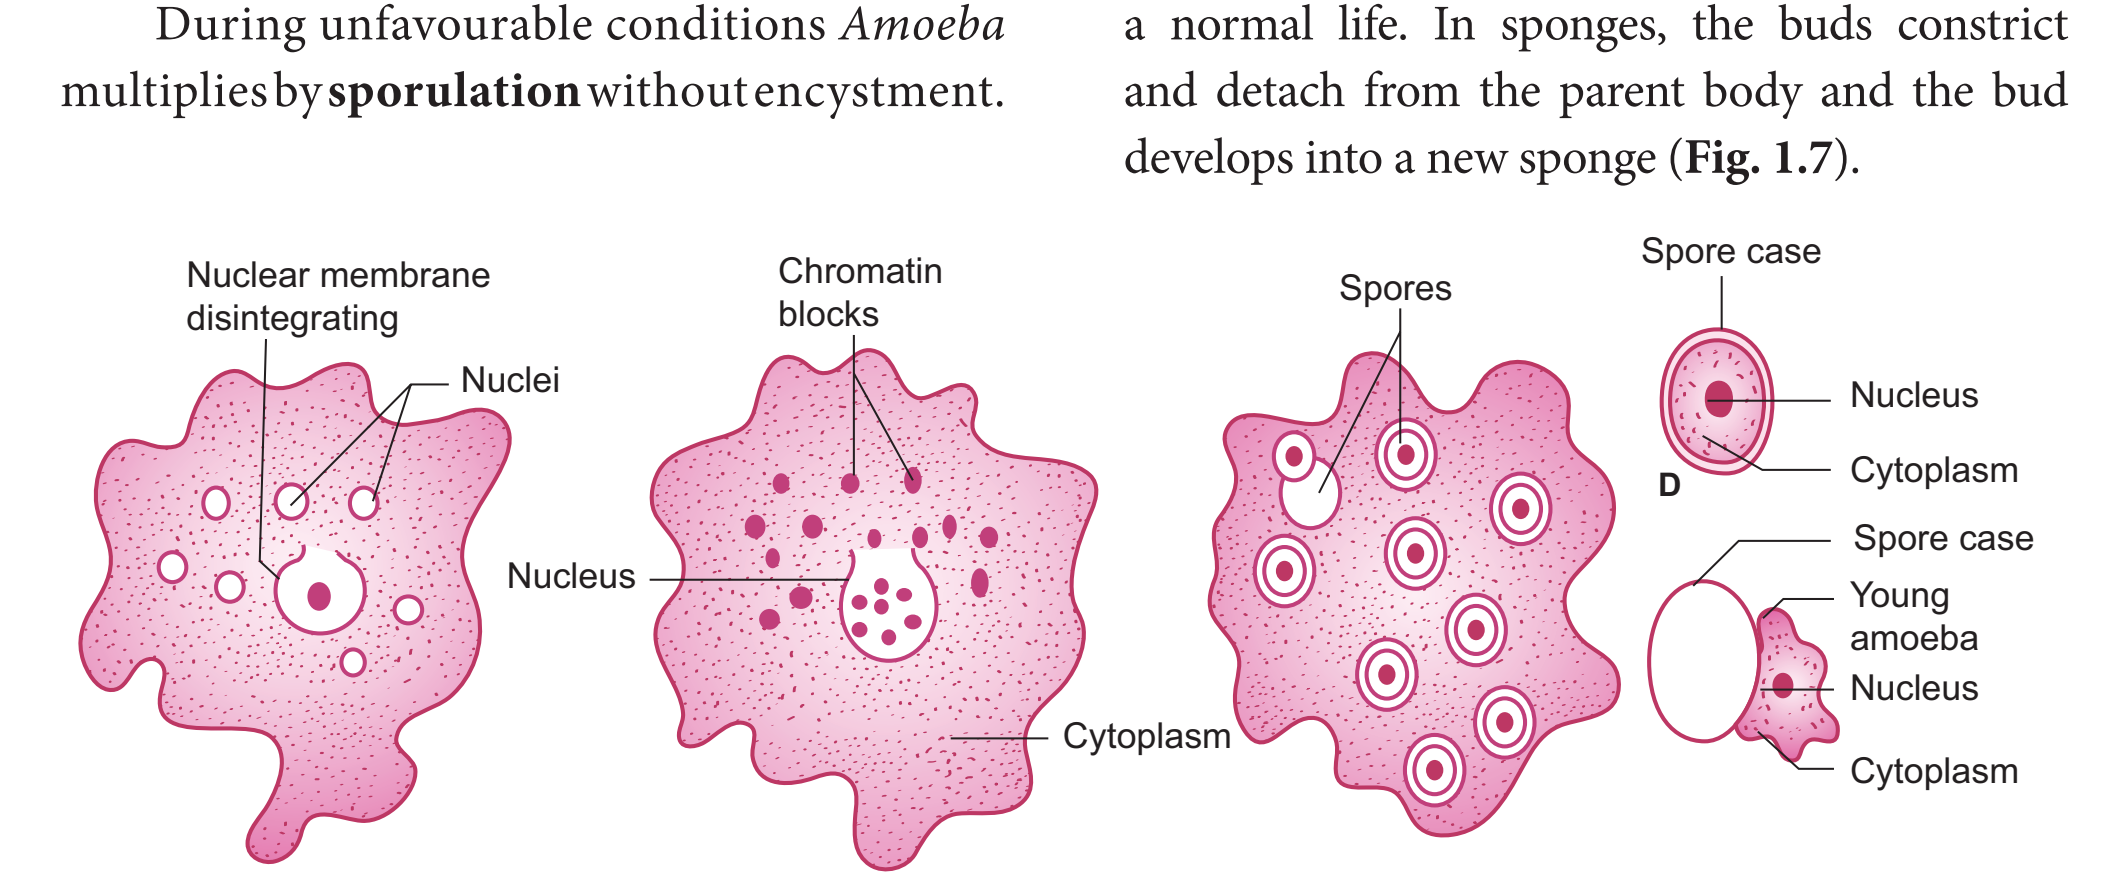 During unfavourable conditions Amoeba
multiplies by sporulation without encystment.
a normal life. In sponges, the buds constrict
and detach from the parent body and the bud
develops into a new sponge (Fig. 1.7).
Nuclear membrane
disintegrating
Nuclei
Chromatin
blocks
Nucleus
Cytoplasm
Spores
Spore case
Nucleus
Cytoplasm
D
Spore case
Young
amoeba
Nucleus
Cytoplasm